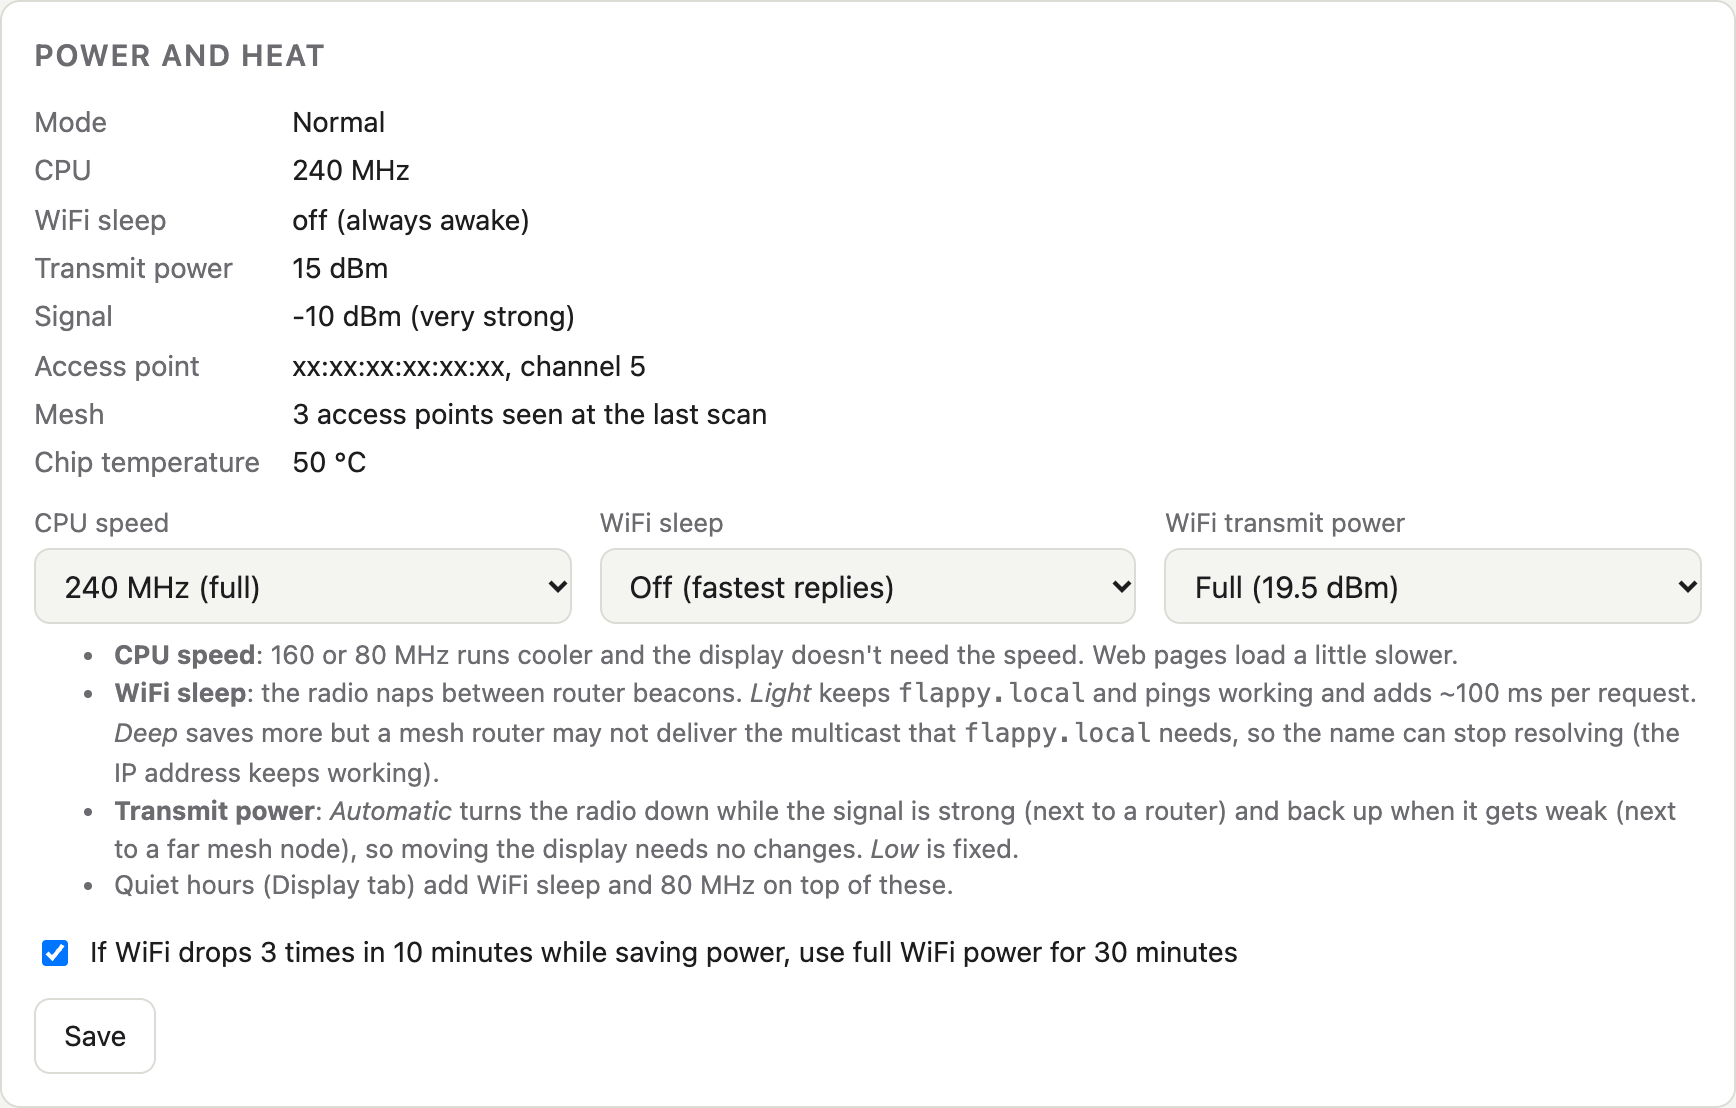 POWER AND HEAT
Mode Normal
CPU 240 MHz
WiFi sleep off (always awake)
Transmit power 15 dBm
Signal -10 dBm (very strong)
Access point xx:xx:xx:xx:xx:xx, channel 5
Mesh 3 access points seen at the last scan
Chip temperature 50 °C
CPU speed WiFi sleep WiFi transmit power
240 MHz (full) Off (fastest replies) Full (19.5 dBm)
• CPU speed: 160 or 80 MHz runs cooler and the display doesn't need the speed. Web pages load a little slower.
• WiFi sleep: the radio naps between router beacons. Light keeps flappy.local and pings working and adds ~100 ms per request.
Deep saves more but a mesh router may not deliver the multicast that flappy.local needs, so the name can stop resolving (the
IP address keeps working).
• Transmit power: Automatic turns the radio down while the signal is strong (next to a router) and back up when it gets weak (next
to a far mesh node), so moving the display needs no changes. Low is fixed.
• Quiet hours (Display tab) add WiFi sleep and 80 MHz on top of these.
If WiFi drops 3 times in 10 minutes while saving power, use full WiFi power for 30 minutes
Save